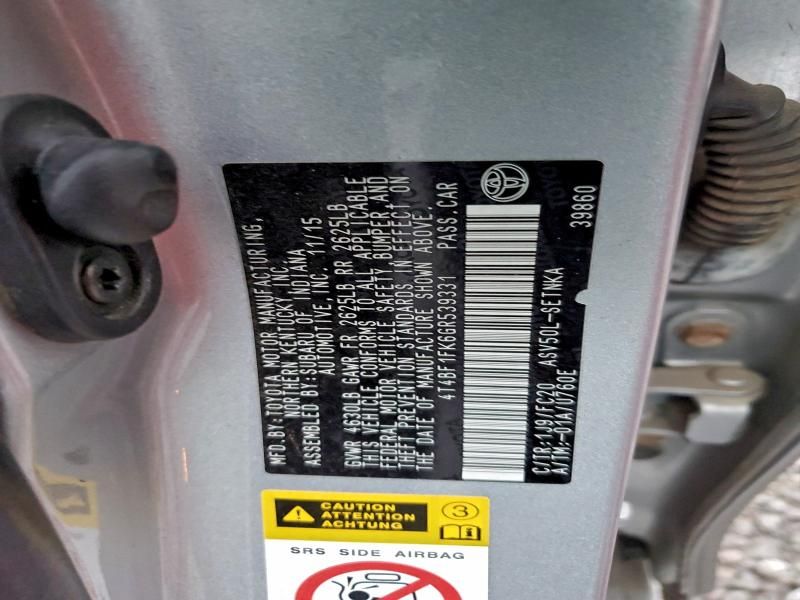 MFD.BY:TOYOTA MOTOR MANUFACTURING,
NORTHERN KENTUCKY INC.
ASSEMBLED BY:SUBARU OF INDIANA
AUTOMOTIVE, INC. 11/15
GVWR 4630LB GAWR FR 2625LB RR 2625LB
THIS VEHICLE CONFORMS TO ALL APPLICABLE
FEDERAL MOTOR VEHICLE SAFETY, BUMPER, AND
THEFT PREVENTION STANDARDS IN EFFECT ON
THE DATE OF MANUFACTURE SHOWN ABOVE.
4T4BF1FK6GR539331 PASS.CAR
C/TR:1J9/FC20 ASV50L-SETNKA
A/TM:-01A/U760E 39860
CAUTION
ATTENTION
ACHTUNG
3
SRS SIDE AIRBAG